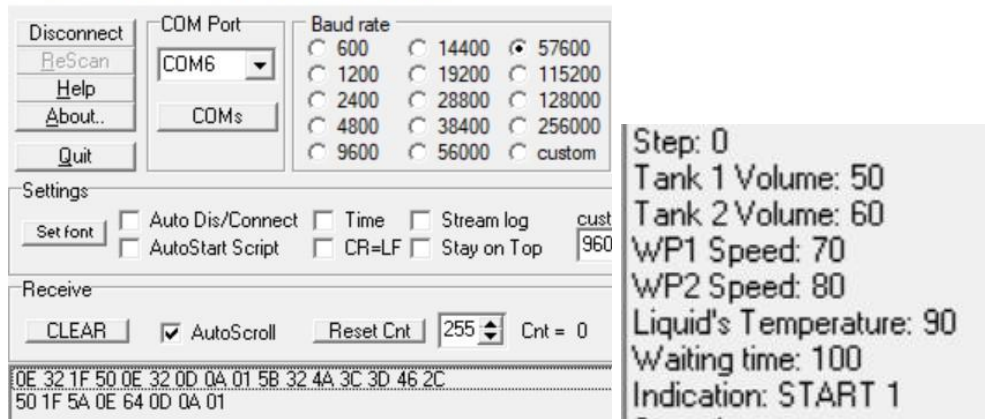 Disconnect
ReScan
Help
About..
Quit
COM Port
COM6
COMs
Baud rate
600 14400 57600
1200 19200 115200
2400 28800 128000
4800 38400 256000
9600 56000 custom
Settings
Set font
Auto Dis/Connect Time Stream log cust
AutoStart Script CR=LF Stay on Top 960
Receive
CLEAR AutoScroll Reset Cnt 255 Cnt = 0
0E 32 1F 50 0E 32 0D 0A 01 5B 32 4A 3C 3D 46 2C
50 1F 5A 0E 64 0D 0A 01
Step: 0
Tank 1 Volume: 50
Tank 2 Volume: 60
WP1 Speed: 70
WP2 Speed: 80
Liquid's Temperature: 90
Waiting time: 100
Indication: START 1